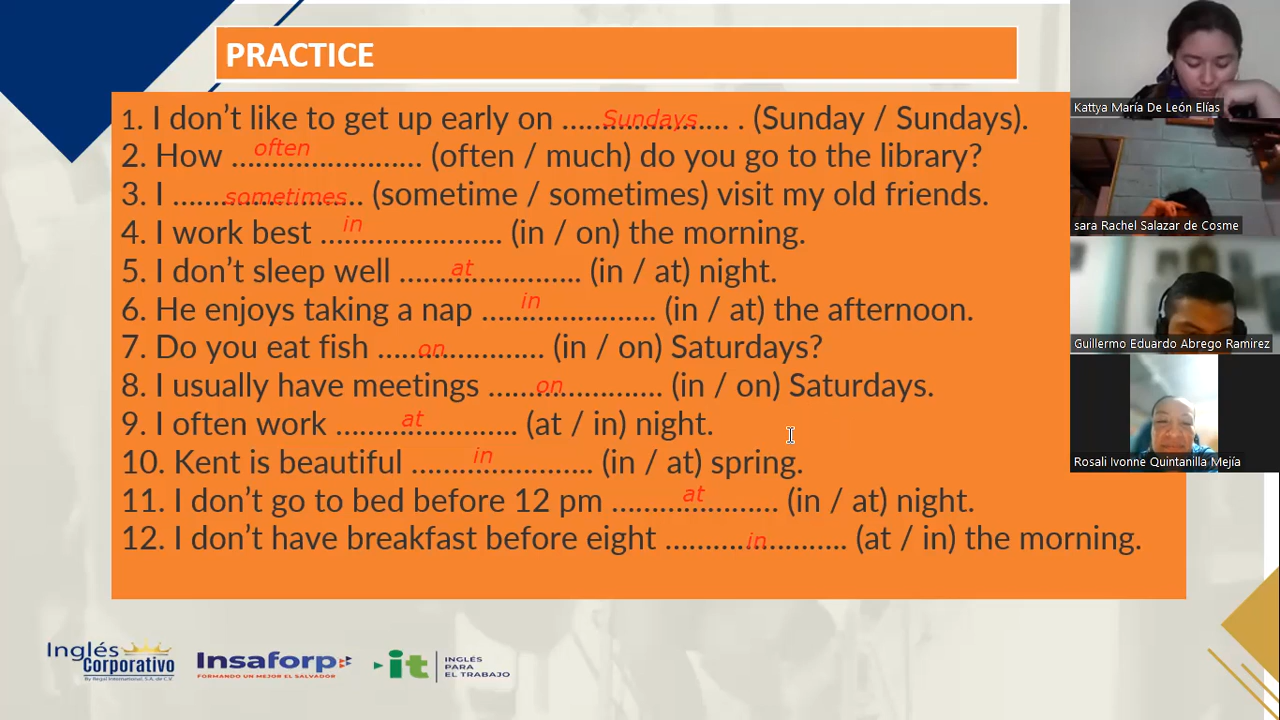 PRACTICE
1. I don't like to get up early on ......Sundays...... . (Sunday / Sundays).
2. How ......often...... (often / much) do you go to the library?
3. I ......sometimes...... (sometime / sometimes) visit my old friends.
4. I work best ......in...... (in / on) the morning.
5. I don't sleep well ......at...... (in / at) night.
6. He enjoys taking a nap ......in...... (in / at) the afternoon.
7. Do you eat fish ......on...... (in / on) Saturdays?
8. I usually have meetings ......on...... (in / on) Saturdays.
9. I often work ......at...... (at / in) night.
10. Kent is beautiful ......in...... (in / at) spring.
11. I don't go to bed before 12 pm ......at...... (in / at) night.
12. I don't have breakfast before eight ......in...... (at / in) the morning.
Kattya María De León Elías
sara Rachel Salazar de Cosme
Guillermo Eduardo Abrego Ramirez
Rosali Ivonne Quintanilla Mejía
Inglés
Corporativo
By Regal International, S.A. de C.V.
Insaforp
FORMANDO UN MEJOR EL SALVADOR
it
INGLÉS
PARA
EL TRABAJO